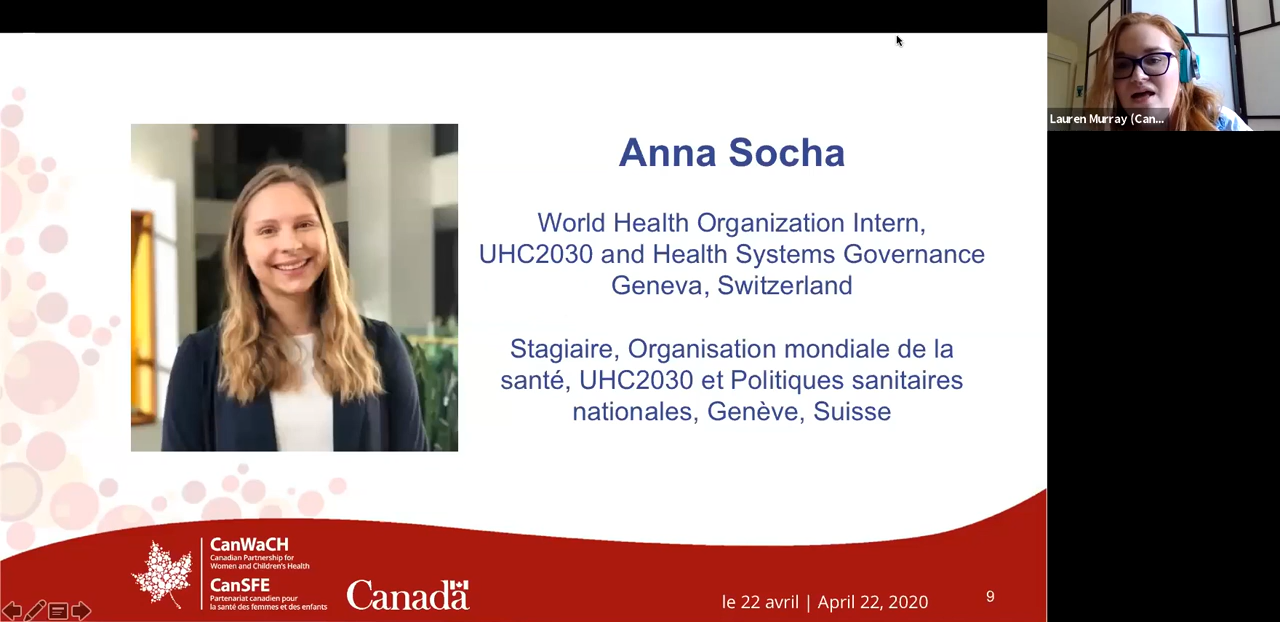 Anna Socha
World Health Organization Intern,
UHC2030 and Health Systems Governance
Geneva, Switzerland
Stagiaire, Organisation mondiale de la
santé, UHC2030 et Politiques sanitaires
nationales, Genève, Suisse
Lauren Murray (Can...
CanWaCH
Canadian Partnership for
Women and Children's Health
CanSFE
Partenariat canadien pour
la santé des femmes et des enfants
Canada
le 22 avril | April 22, 2020
9